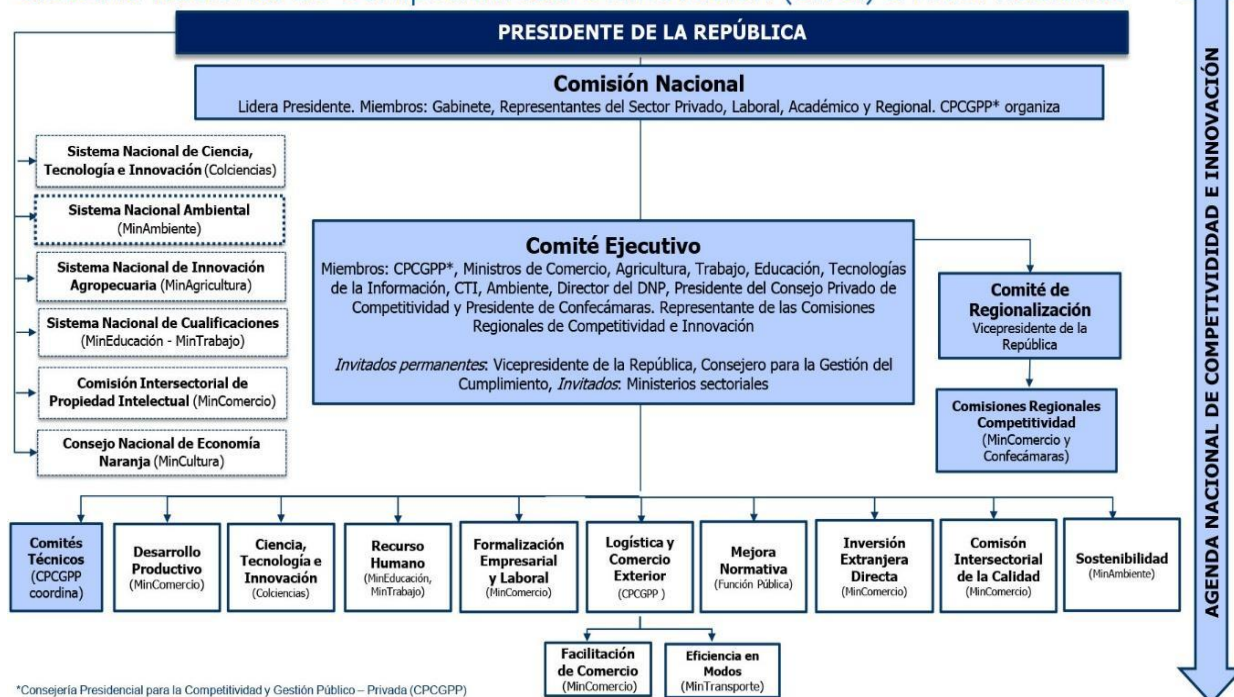 PRESIDENTE DE LA REPÚBLICA
Comisión Nacional
Lidera Presidente. Miembros: Gabinete, Representantes del Sector Privado, Laboral, Académico y Regional. CPCGPP* organiza
Sistema Nacional de Ciencia,
Tecnología e Innovación (Colciencias)
Sistema Nacional Ambiental
(MinAmbiente)
Sistema Nacional de Innovación
Agropecuaria (MinAgricultura)
Sistema Nacional de Cualificaciones
(MinEducación - MinTrabajo)
Comisión Intersectorial de
Propiedad Intelectual (MinComercio)
Consejo Nacional de Economía
Naranja (MinCultura)
Comité Ejecutivo
Miembros: CPCGPP*, Ministros de Comercio, Agricultura, Trabajo, Educación, Tecnologías
de la Información, CTI, Ambiente, Director del DNP, Presidente del Consejo Privado de
Competitividad y Presidente de Confecámaras. Representante de las Comisiones
Regionales de Competitividad e Innovación
Invitados permanentes: Vicepresidente de la República, Consejero para la Gestión del
Cumplimiento, Invitados: Ministerios sectoriales
Comité de
Regionalización
Vicepresidente de la
República
Comisiones Regionales
Competitividad
(MinComercio y
Confecámaras)
Comités
Técnicos
(CPCGPP
coordina)
Desarrollo
Productivo
(MinComercio)
Ciencia,
Tecnología e
Innovación
(Colciencias)
Recurso
Humano
(MinEducación,
MinTrabajo)
Formalización
Empresarial
y Laboral
(MinComercio)
Logística y
Comercio
Exterior
(CPCGPP )
Mejora
Normativa
(Función Pública)
Inversión
Extranjera
Directa
(MinComercio)
Comisón
Intersectorial
de la Calidad
(MinComercio)
Sostenibilidad
(MinAmbiente)
Facilitación
de Comercio
(MinComercio)
Eficiencia en
Modos
(MinTransporte)
*Consejería Presidencial para la Competitividad y Gestión Público – Privada (CPCGPP)
AGENDA NACIONAL DE COMPETIVIDIDAD E INNOVACIÓN